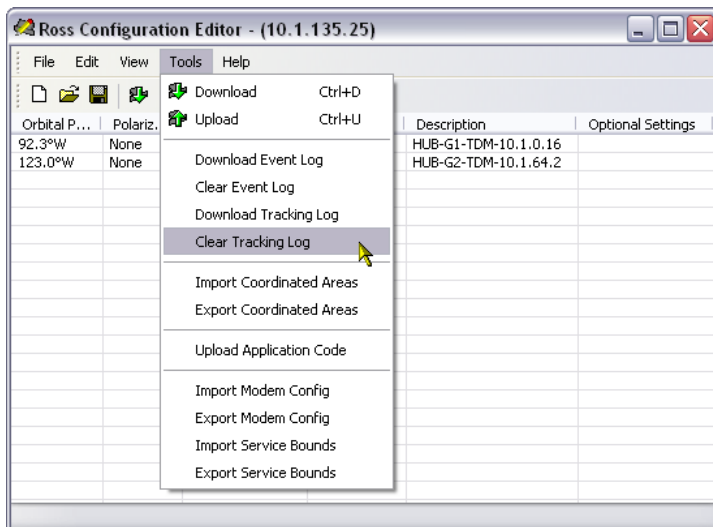 Ross Configuration Editor - (10.1.135.25)
File Edit View Tools Help
Download Ctrl+D
Upload Ctrl+U
Download Event Log
Clear Event Log
Download Tracking Log
Clear Tracking Log
Import Coordinated Areas
Export Coordinated Areas
Upload Application Code
Import Modem Config
Export Modem Config
Import Service Bounds
Export Service Bounds
Orbital P... Polariz. Description Optional Settings
92.3°W None HUB-G1-TDM-10.1.0.16
123.0°W None HUB-G2-TDM-10.1.64.2